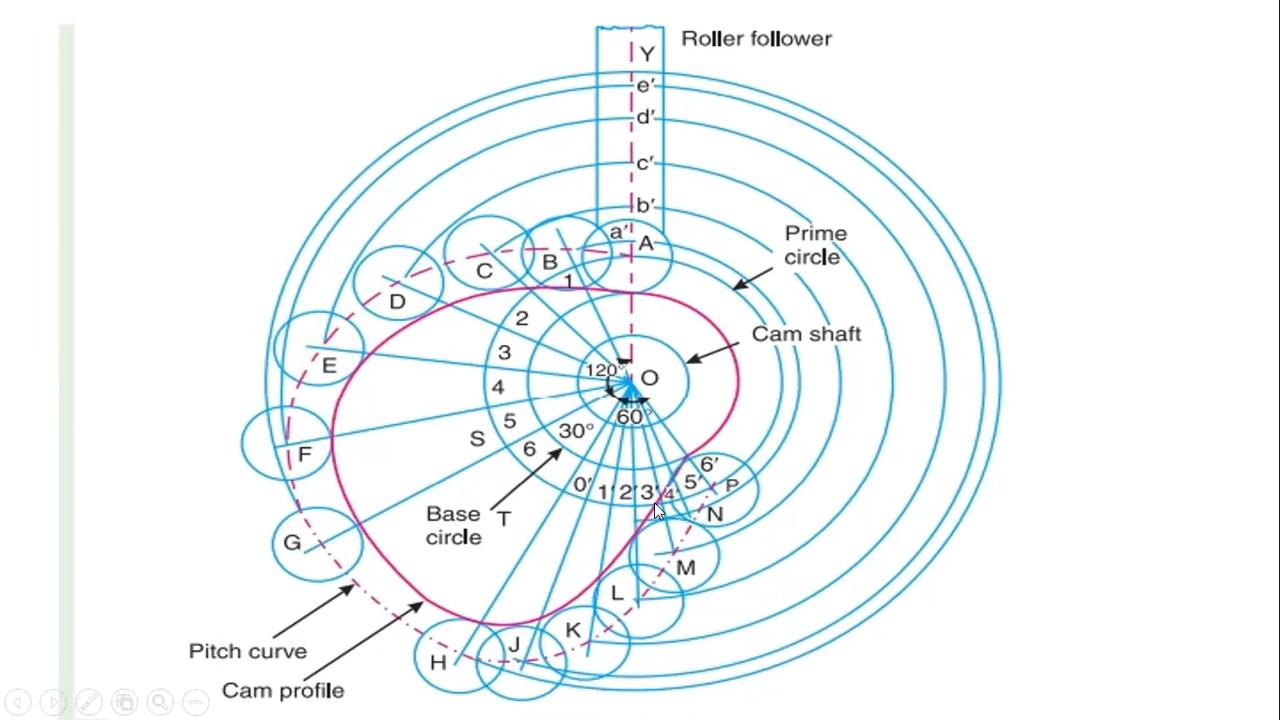 Roller follower
Y
e′
d′
c′
b′
a′
A
Prime
circle
B
C
1
D
2
Cam shaft
3
E
120°
O
4
60°
5
30°
S
F
6
6′
5′
P
0′
1′
2′
3′
4′
Base
circle
T
N
G
M
L
K
J
H
Pitch curve
Cam profile